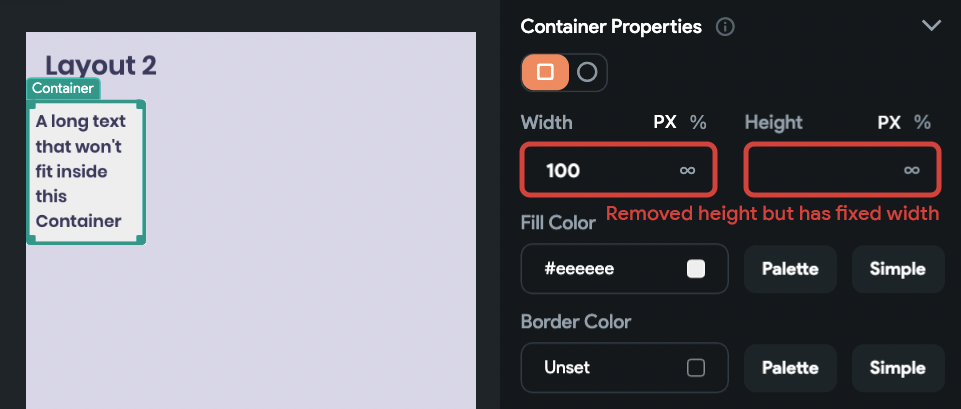 Layout 2
Container
A long text
that won't
fit inside
this
Container
Container Properties
Width PX % Height PX %
100 ∞ ∞
Removed height but has fixed width
Fill Color
#eeeeee Palette Simple
Border Color
Unset Palette Simple